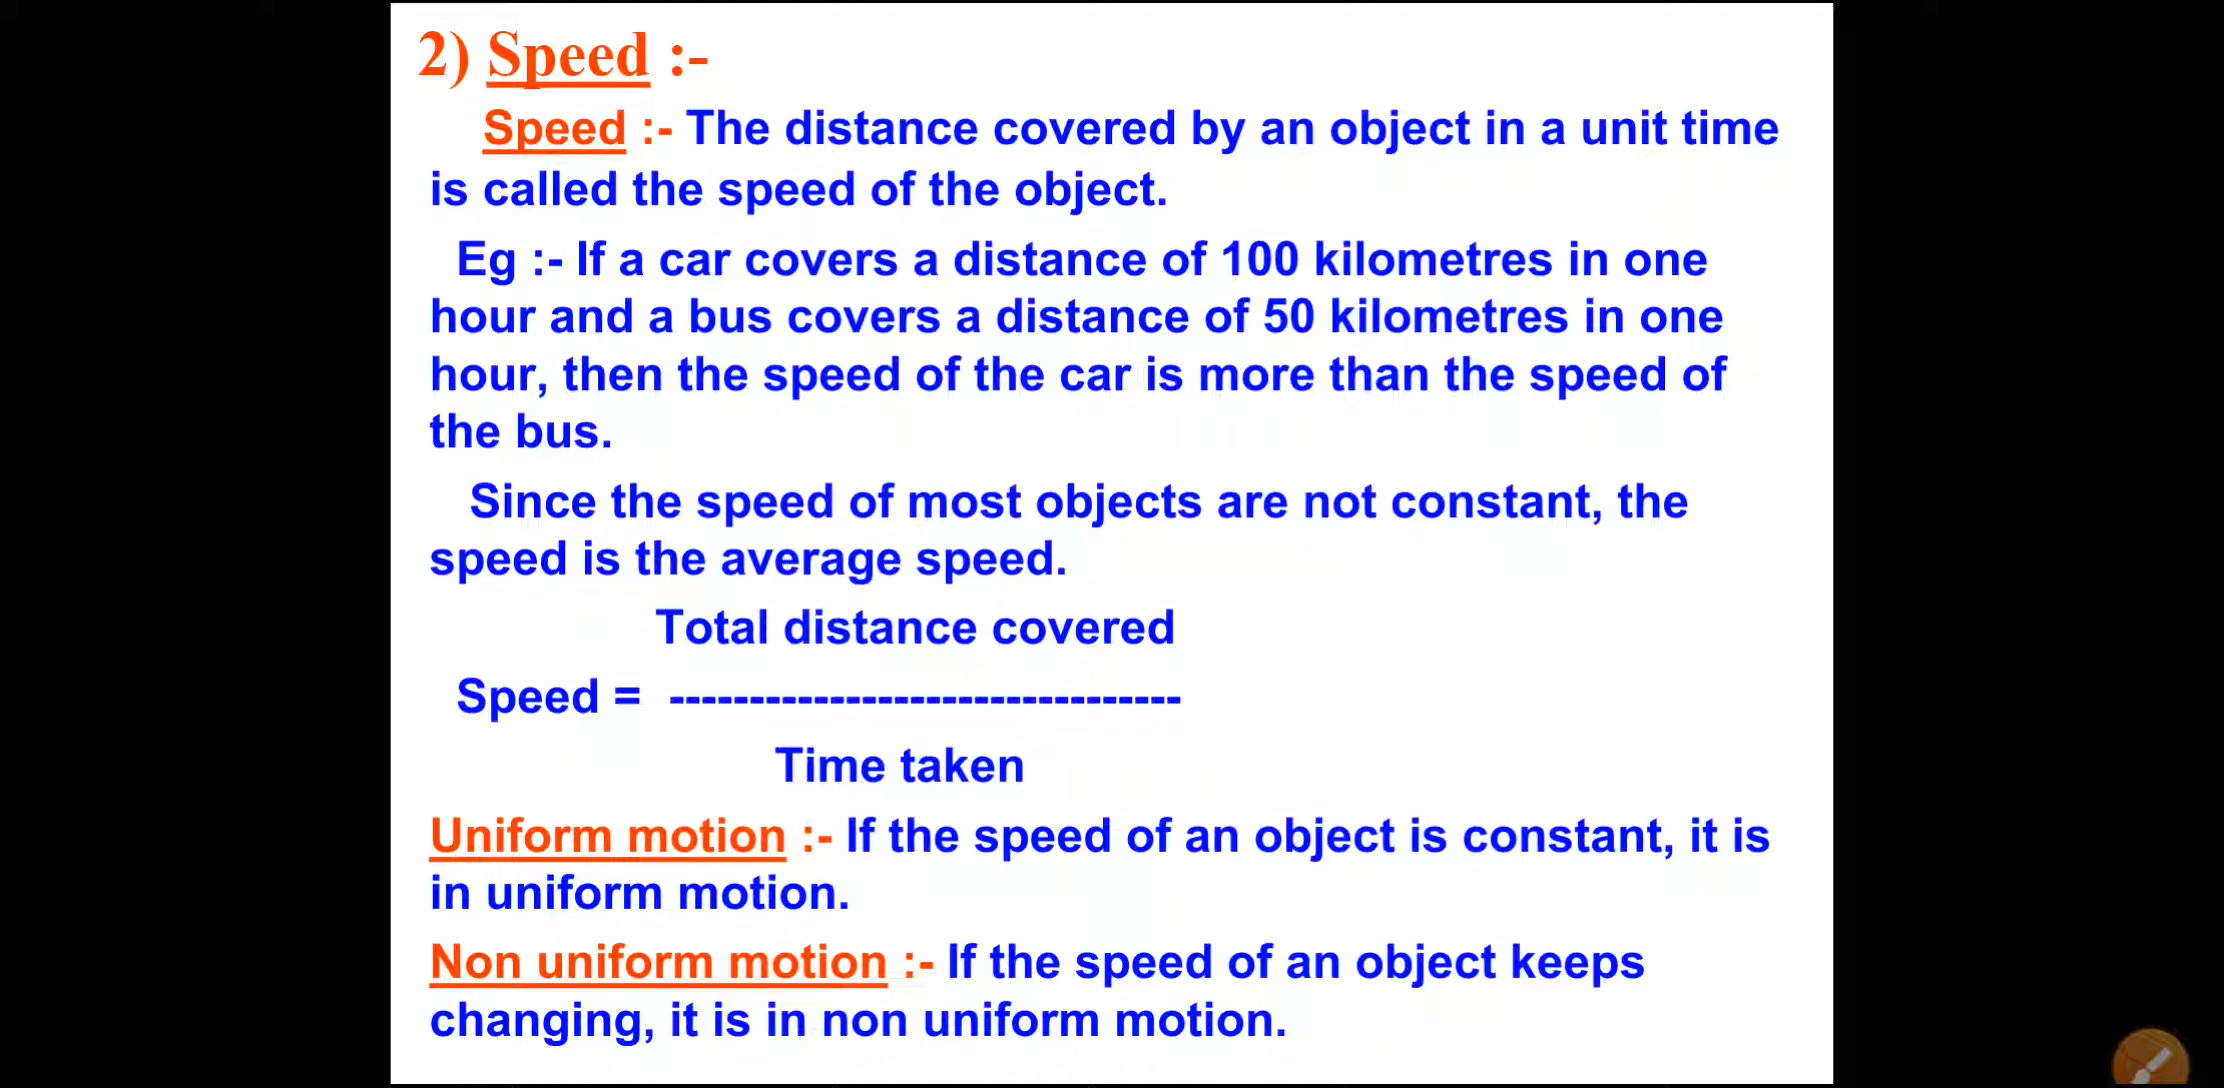 2) Speed :-
Speed :- The distance covered by an object in a unit time
is called the speed of the object.
Eg :- If a car covers a distance of 100 kilometres in one
hour and a bus covers a distance of 50 kilometres in one
hour, then the speed of the car is more than the speed of
the bus.
Since the speed of most objects are not constant, the
speed is the average speed.
Total distance covered
Speed = --------------------------------
Time taken
Uniform motion :- If the speed of an object is constant, it is
in uniform motion.
Non uniform motion :- If the speed of an object keeps
changing, it is in non uniform motion.